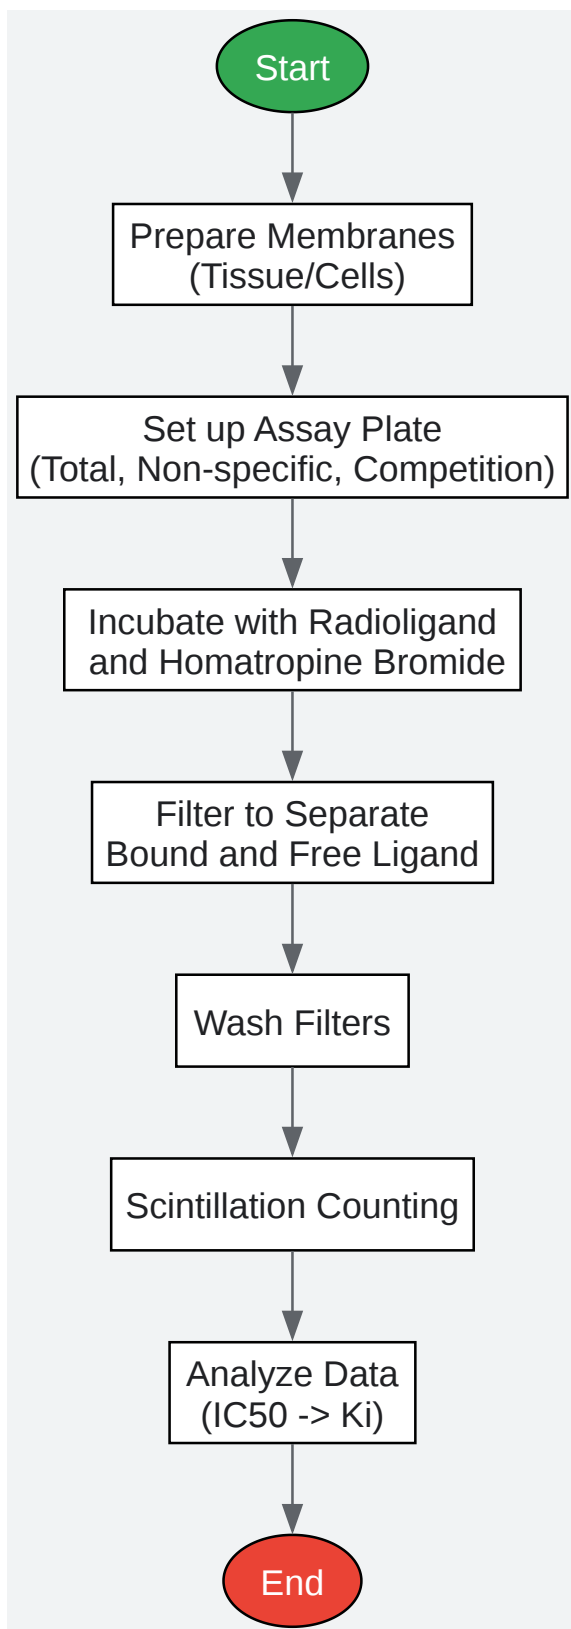 Start
Prepare Membranes
(Tissue/Cells)
Set up Assay Plate
(Total, Non-specific, Competition)
Incubate with Radioligand
and Homatropine Bromide
Filter to Separate
Bound and Free Ligand
Wash Filters
Scintillation Counting
Analyze Data
(IC50 -> Ki)
End